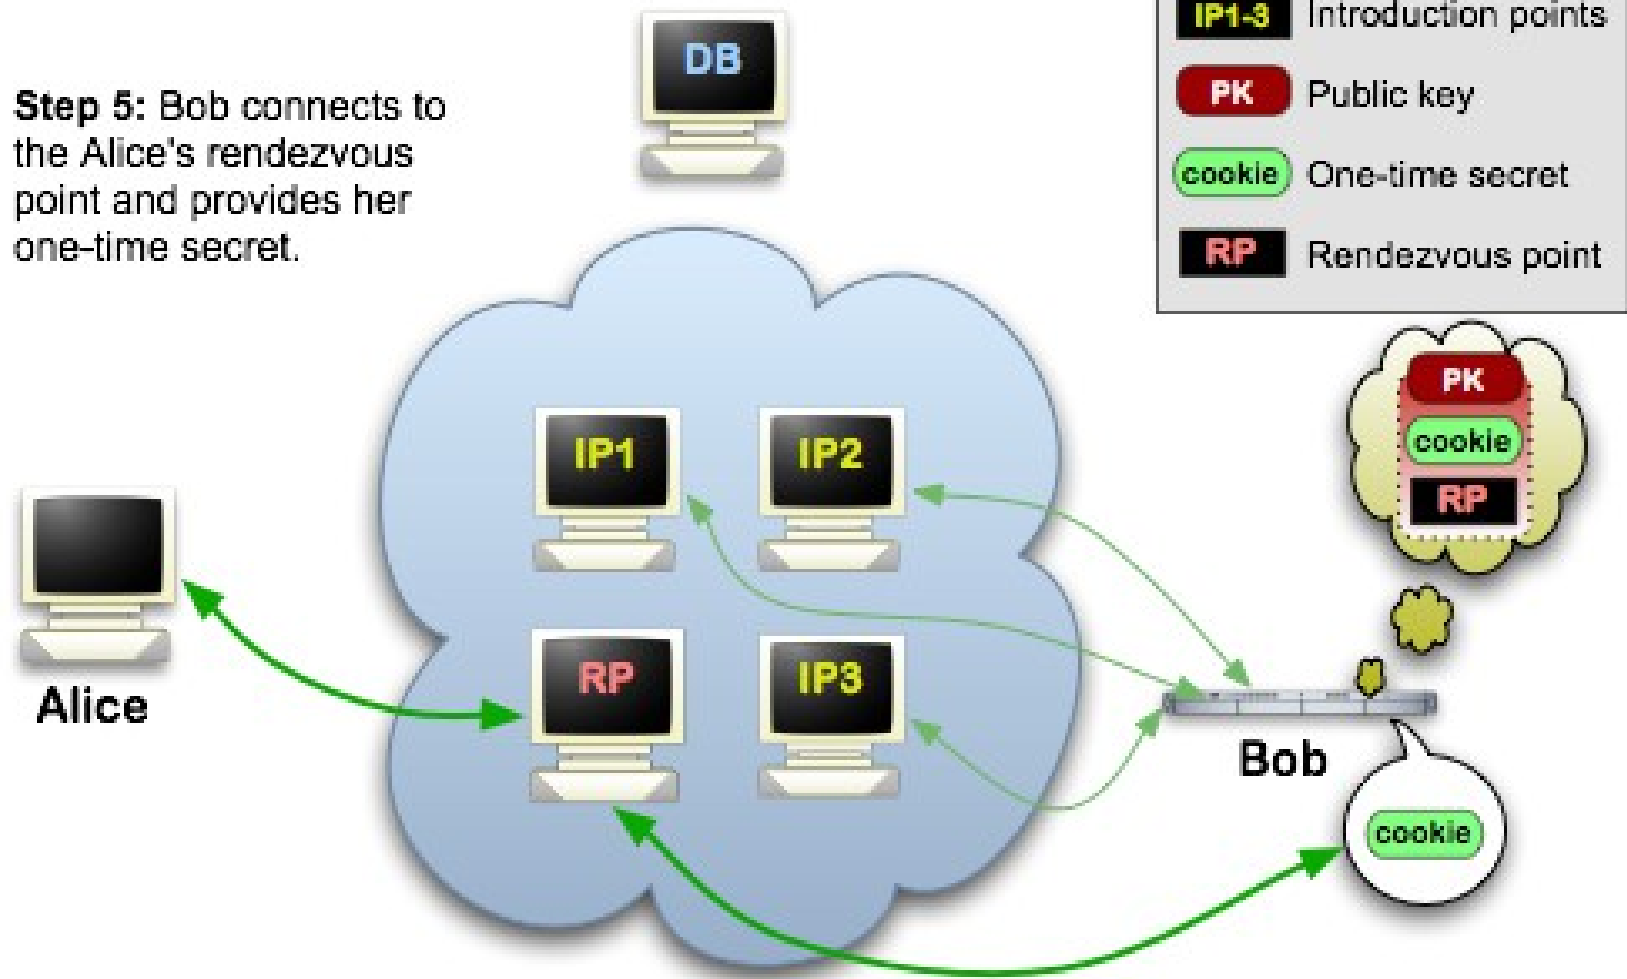 DB
Step 5: Bob connects to
the Alice's rendezvous
point and provides her
one-time secret.
IP1-3 Introduction points
PK Public key
cookie One-time secret
RP Rendezvous point
IP1
IP2
RP
IP3
Alice
PK
cookie
RP
Bob
cookie